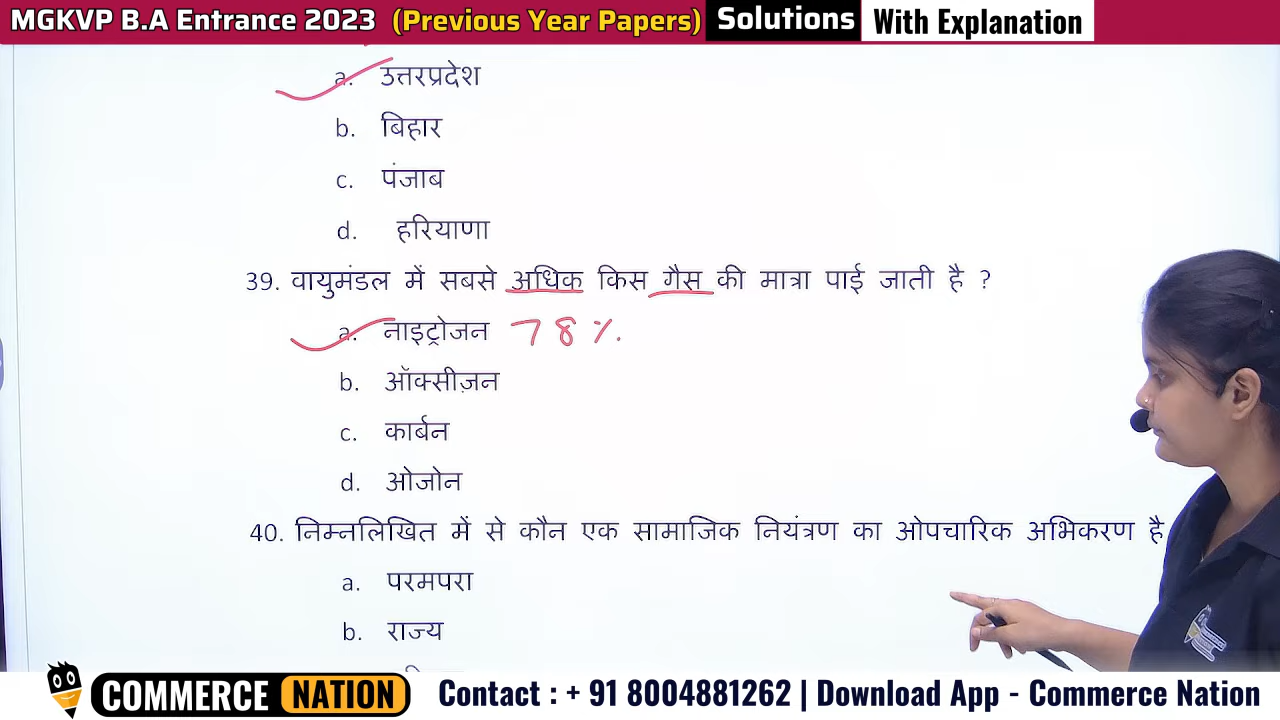 MGKVP B.A Entrance 2023 (Previous Year Papers) Solutions With Explanation
a. उत्तरप्रदेश
b. बिहार
c. पंजाब
d. हरियाणा
39. वायुमंडल में सबसे अधिक किस गैस की मात्रा पाई जाती है ?
a. नाइट्रोजन 78%.
b. ऑक्सीज़न
c. कार्बन
d. ओजोन
40. निम्नलिखित में से कौन एक सामाजिक नियंत्रण का ओपचारिक अभिकरण है
a. परमपरा
b. राज्य
COMMERCE NATION Contact : + 91 8004881262 | Download App - Commerce Nation